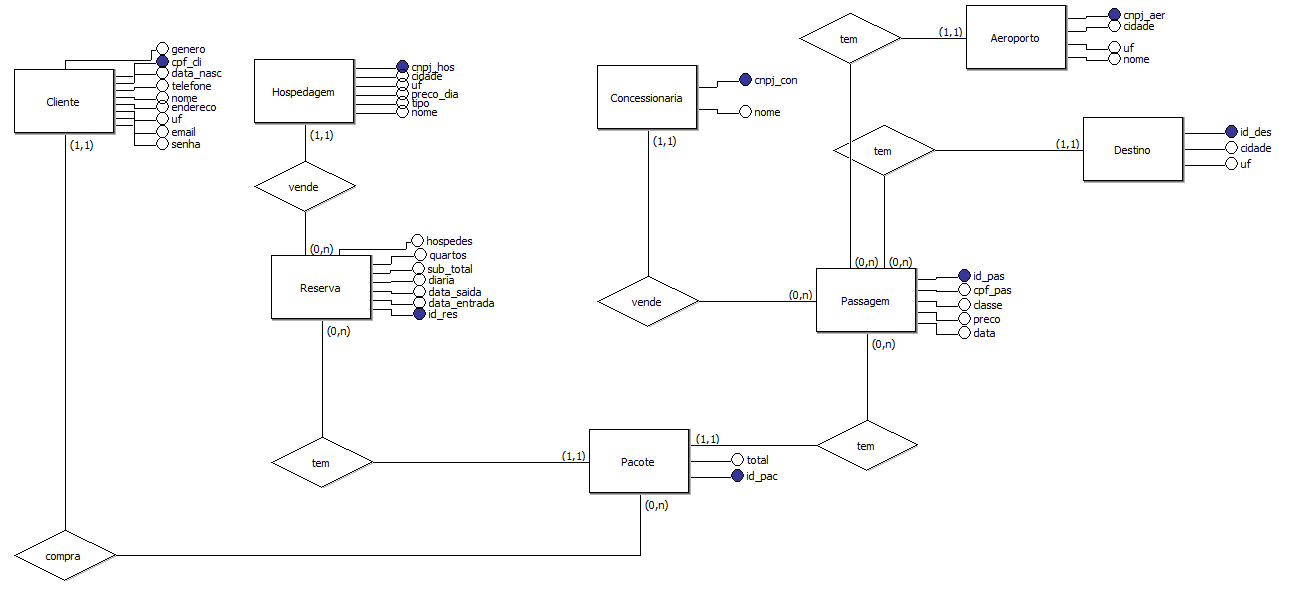 genero
cpf_cli
data_nasc
telefone
nome
endereco
uf
email
senha
Cliente
(1,1)
cnpj_hos
cidade
uf
preco_dia
tipo
nome
Hospedagem
(1,1)
vende
(0,n)
hospedes
quartos
sub_total
diaria
data_saida
data_entrada
id_res
Reserva
(0,n)
cnpj_con
nome
Concessionaria
(1,1)
vende
(0,n)
tem
(1,1)
Aeroporto
cnpj_aer
cidade
uf
nome
tem
(1,1)
Destino
id_des
cidade
uf
(0,n)
(0,n)
Passagem
id_pas
cpf_pas
classe
preco
data
(0,n)
tem
(1,1)
Pacote
(1,1)
total
id_pac
tem
(0,n)
compra